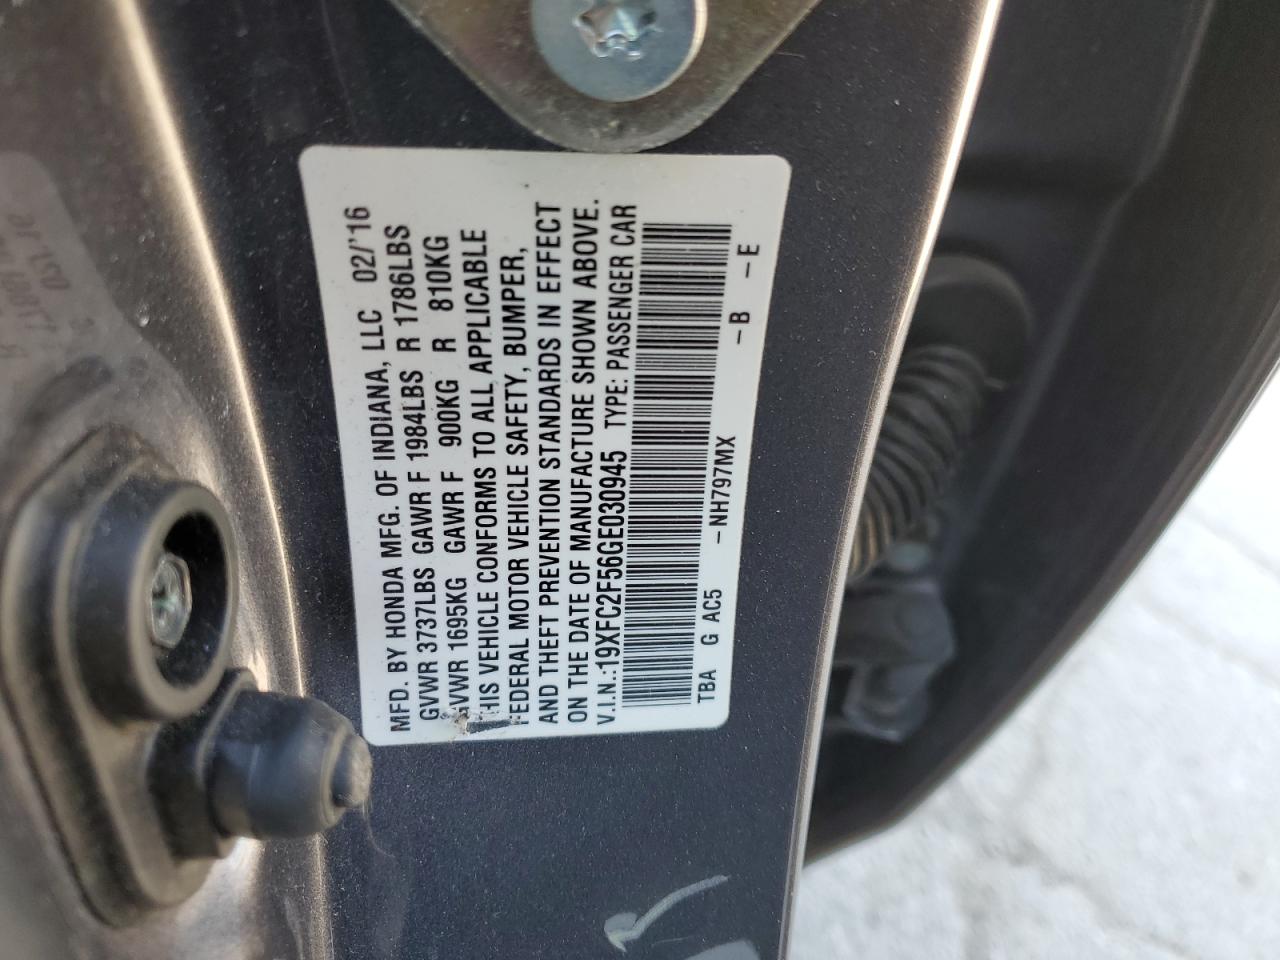 MFD. BY HONDA MFG. OF INDIANA, LLC 02/'16
GVWR 3737LBS GAWR F 1984LBS R 1786LBS
GVWR 1695KG GAWR F 900KG R 810KG
THIS VEHICLE CONFORMS TO ALL APPLICABLE
FEDERAL MOTOR VEHICLE SAFETY, BUMPER,
AND THEFT PREVENTION STANDARDS IN EFFECT
ON THE DATE OF MANUFACTURE SHOWN ABOVE.
V.I.N.:19XFC2F56GE030945 TYPE: PASSENGER CAR
TBA G AC5 –NH797MX –B –E